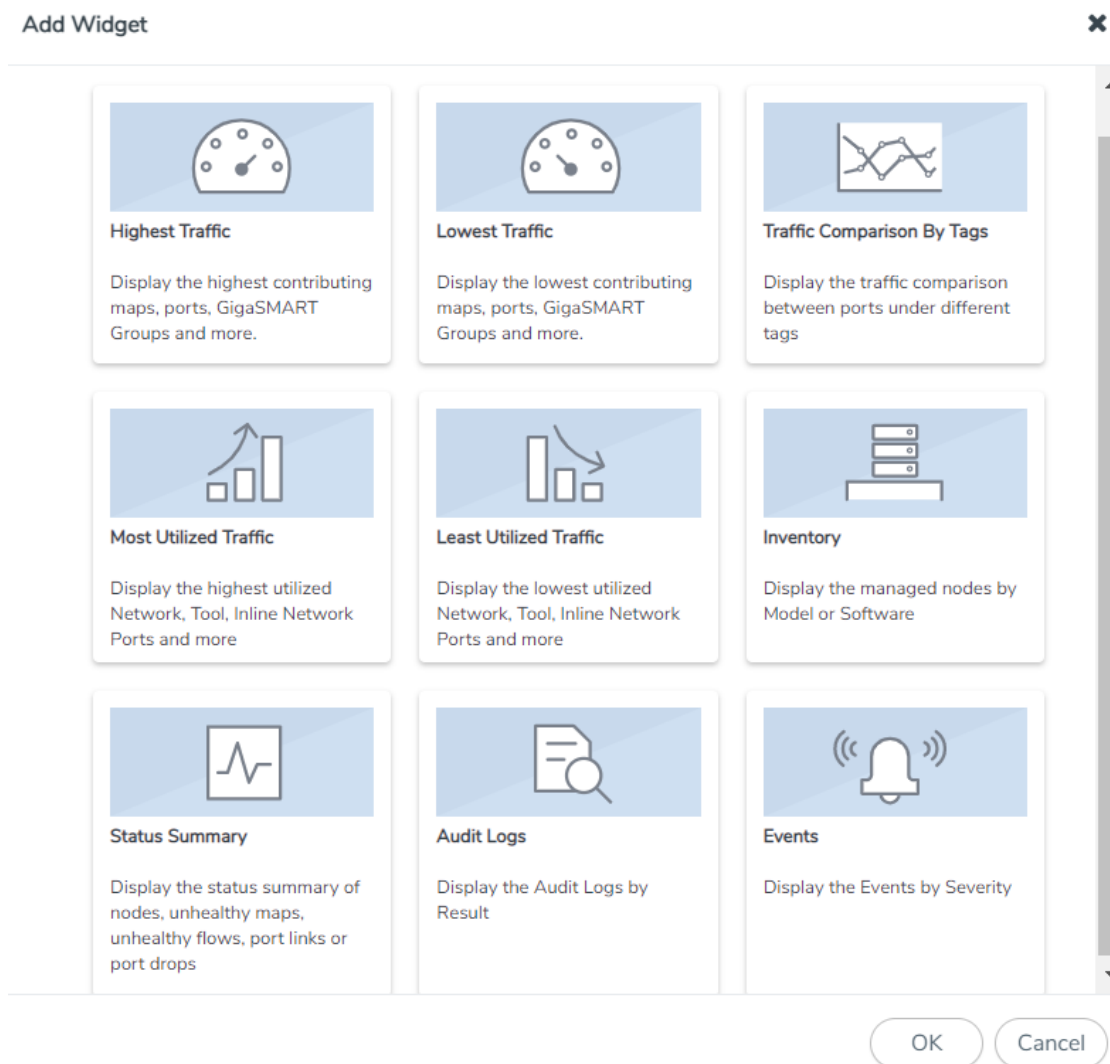 Add Widget
Highest Traffic
Display the highest contributing
maps, ports, GigaSMART
Groups and more.
Lowest Traffic
Display the lowest contributing
maps, ports, GigaSMART
Groups and more.
Traffic Comparison By Tags
Display the traffic comparison
between ports under different
tags
Most Utilized Traffic
Display the highest utilized
Network, Tool, Inline Network
Ports and more
Least Utilized Traffic
Display the lowest utilized
Network, Tool, Inline Network
Ports and more
Inventory
Display the managed nodes by
Model or Software
Status Summary
Display the status summary of
nodes, unhealthy maps,
unhealthy flows, port links or
port drops
Audit Logs
Display the Audit Logs by
Result
Events
Display the Events by Severity
OK
Cancel